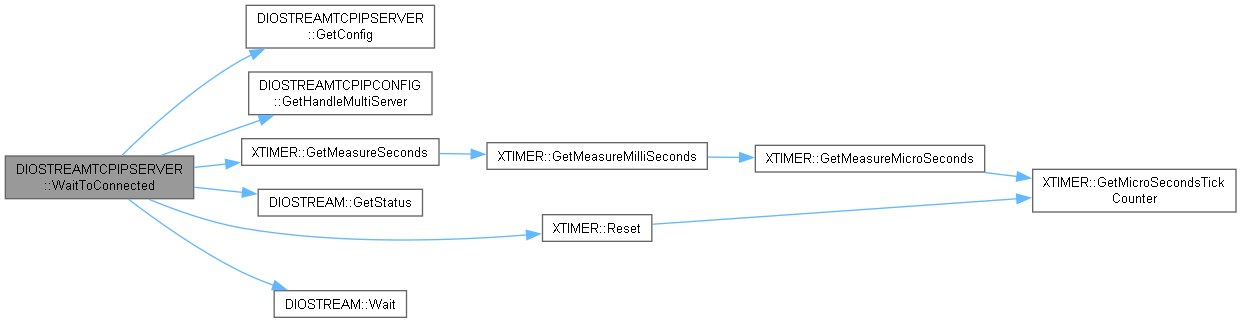 DIOSTREAMTCPIPSERVER
::GetConfig
DIOSTREAMTCPIPCONFIG
::GetHandleMultiServer
DIOSTREAMTCPIPSERVER
::WaitToConnected
XTIMER::GetMeasureSeconds
XTIMER::GetMeasureMilliSeconds
XTIMER::GetMeasureMicroSeconds
XTIMER::GetMicroSecondsTick
Counter
DIOSTREAM::GetStatus
XTIMER::Reset
DIOSTREAM::Wait